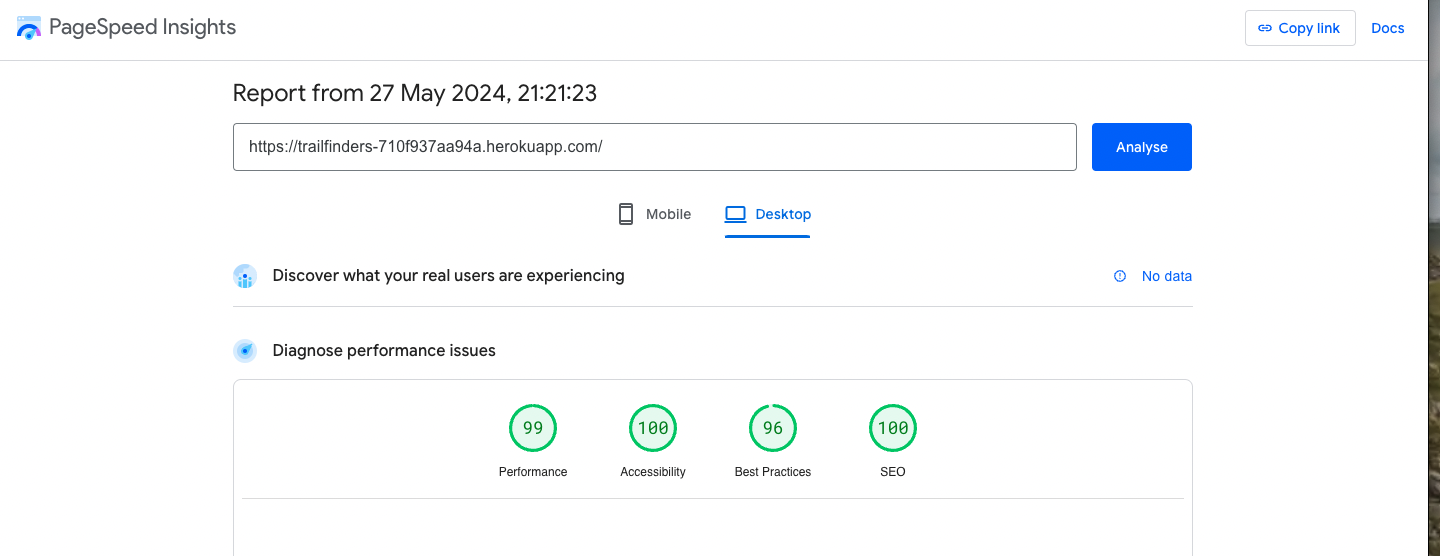 PageSpeed Insights
Copy link
Docs
Report from 27 May 2024, 21:21:23
https://trailfinders-710f937aa94a.herokuapp.com/
Analyse
Mobile
Desktop
Discover what your real users are experiencing
No data
Diagnose performance issues
99
100
96
100
Performance
Accessibility
Best Practices
SEO